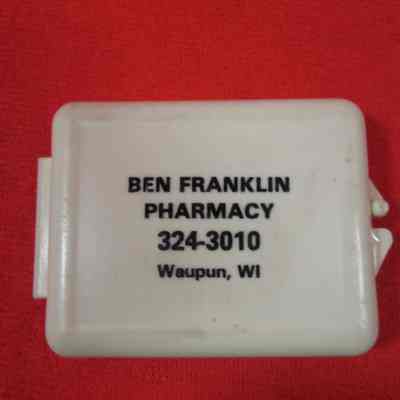 BEN FRANKLIN
PHARMACY
324-3010
Waupun, WI